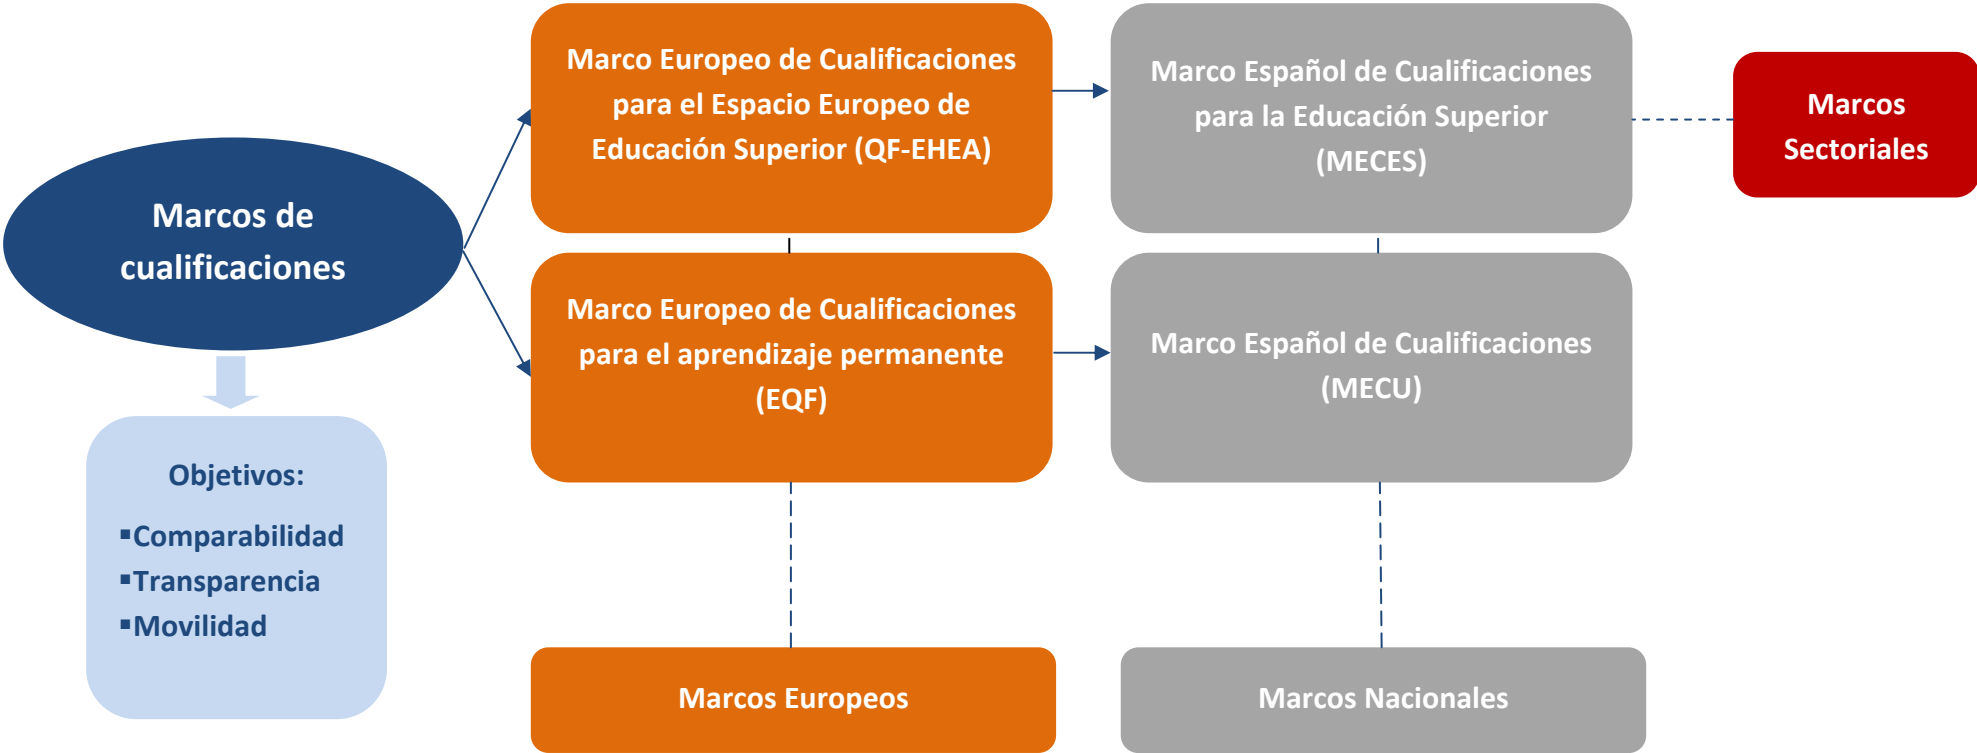 Marcos de
cualificaciones
Objetivos:
▪Comparabilidad
▪Transparencia
▪Movilidad
Marco Europeo de Cualificaciones
para el Espacio Europeo de
Educación Superior (QF-EHEA)
Marco Español de Cualificaciones
para la Educación Superior
(MECES)
Marcos
Sectoriales
Marco Europeo de Cualificaciones
para el aprendizaje permanente
(EQF)
Marco Español de Cualificaciones
(MECU)
Marcos Europeos
Marcos Nacionales